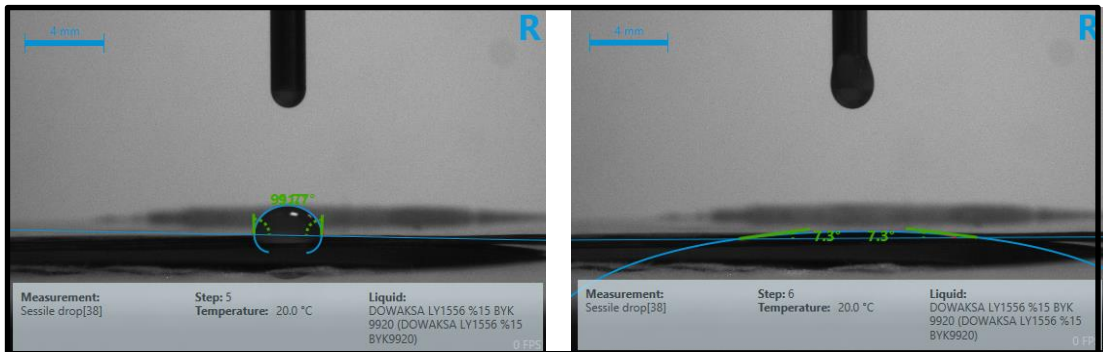 4 mm
R
Measurement:
Sessile drop[38]
Step: 5
Temperature: 20.0 °C
Liquid:
DOWAKSA LY1556 %15 BYK
9920 (DOWAKSA LY1556 %15
BYK9920)
0 FPS
4 mm
R
7.3° 7.3°
Measurement:
Sessile drop[38]
Step: 6
Temperature: 20.0 °C
Liquid:
DOWAKSA LY1556 %15 BYK
9920 (DOWAKSA LY1556 %15
BYK9920)
0 FPS